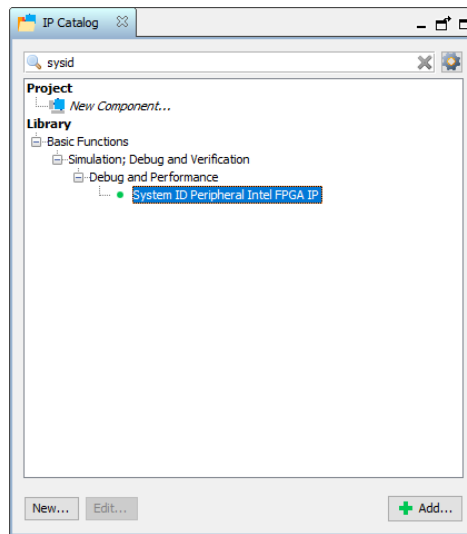 IP Catalog
sysid
Project
New Component...
Library
Basic Functions
Simulation; Debug and Verification
Debug and Performance
System ID Peripheral Intel FPGA IP
New... Edit... Add...